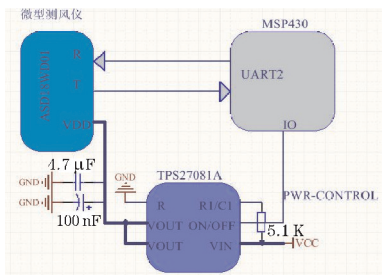 微型测风仪
MSP430
R
T
VDD
UART2
IO
4.7 μF
GND
GND
100 nF
GND
TPS27081A
R
R1/C1
VOUT
ON/OFF
VOUT
VIN
PWR-CONTROL
5.1 K
VCC